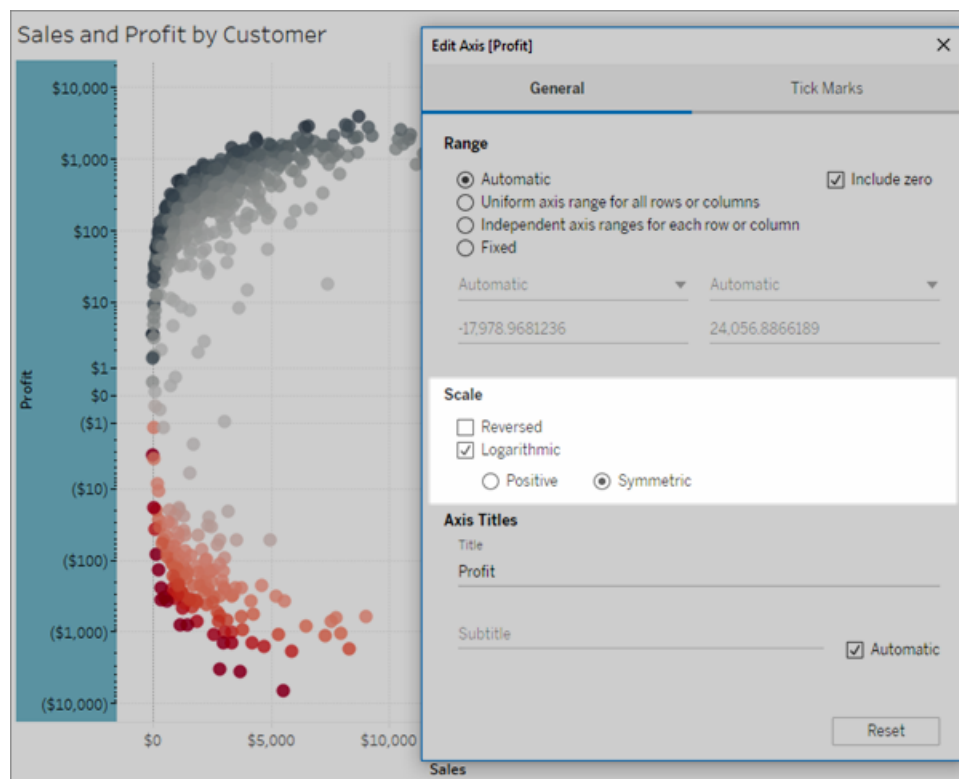 Sales and Profit by Customer
$10,000
$1,000
$100
$10
$1
$0
($1)
($10)
($100)
($1,000)
($10,000)
Profit
$0 $5,000 $10,000
Sales
Edit Axis [Profit]
General Tick Marks
Range
Automatic Include zero
Uniform axis range for all rows or columns
Independent axis ranges for each row or column
Fixed
Automatic Automatic
-17,978.9681236 24,056.8866189
Scale
Reversed
Logarithmic
Positive Symmetric
Axis Titles
Title
Profit
Subtitle
Automatic
Reset